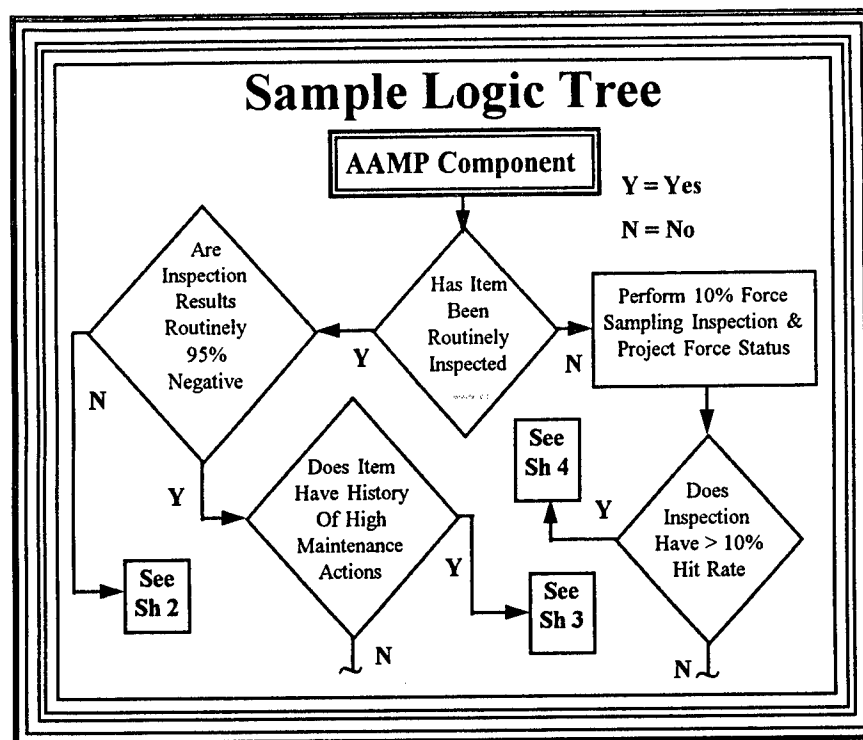 Sample Logic Tree
AAMP Component
Y = Yes
N = No
Are
Inspection
Results
Routinely
95%
Negative
Has Item
Been
Routinely
Inspected
Perform 10% Force
Sampling Inspection &
Project Force Status
Y
N
N
Y
Does Item
Have History
Of High
Maintenance
Actions
See
Sh 4
Y
Does
Inspection
Have > 10%
Hit Rate
See
Sh 2
Y
See
Sh 3
N
N